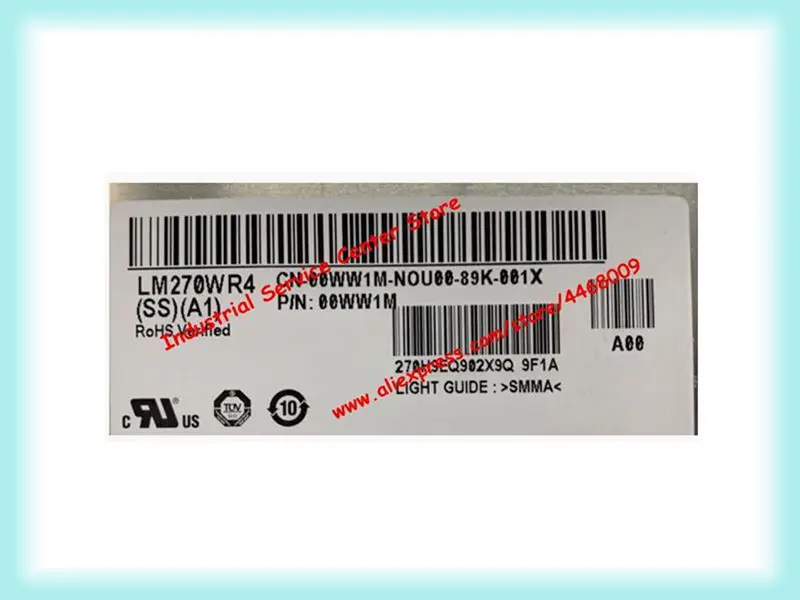 LM270WR4
(SS)(A1)
RoHS Verified
CN-00WW1M-NOU00-89K-001X
P/N: 00WW1M
270H9EQ902X9Q 9F1A
LIGHT GUIDE : >SMMA<
A00
c RU US
TÜV
10
Industrial Service Center Store
www.aliexpress.com/store/4468009